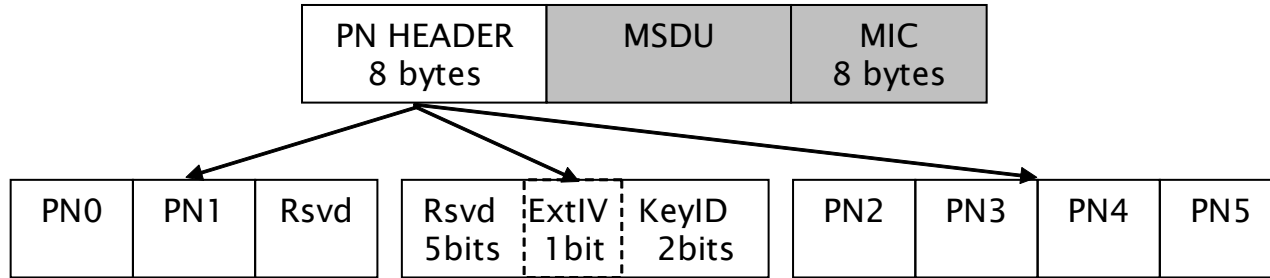 PN HEADER MSDU MIC
8 bytes 8 bytes
PN0 PN1 Rsvd Rsvd ExtIV KeyID PN2 PN3 PN4 PN5
5bits 1bit 2bits